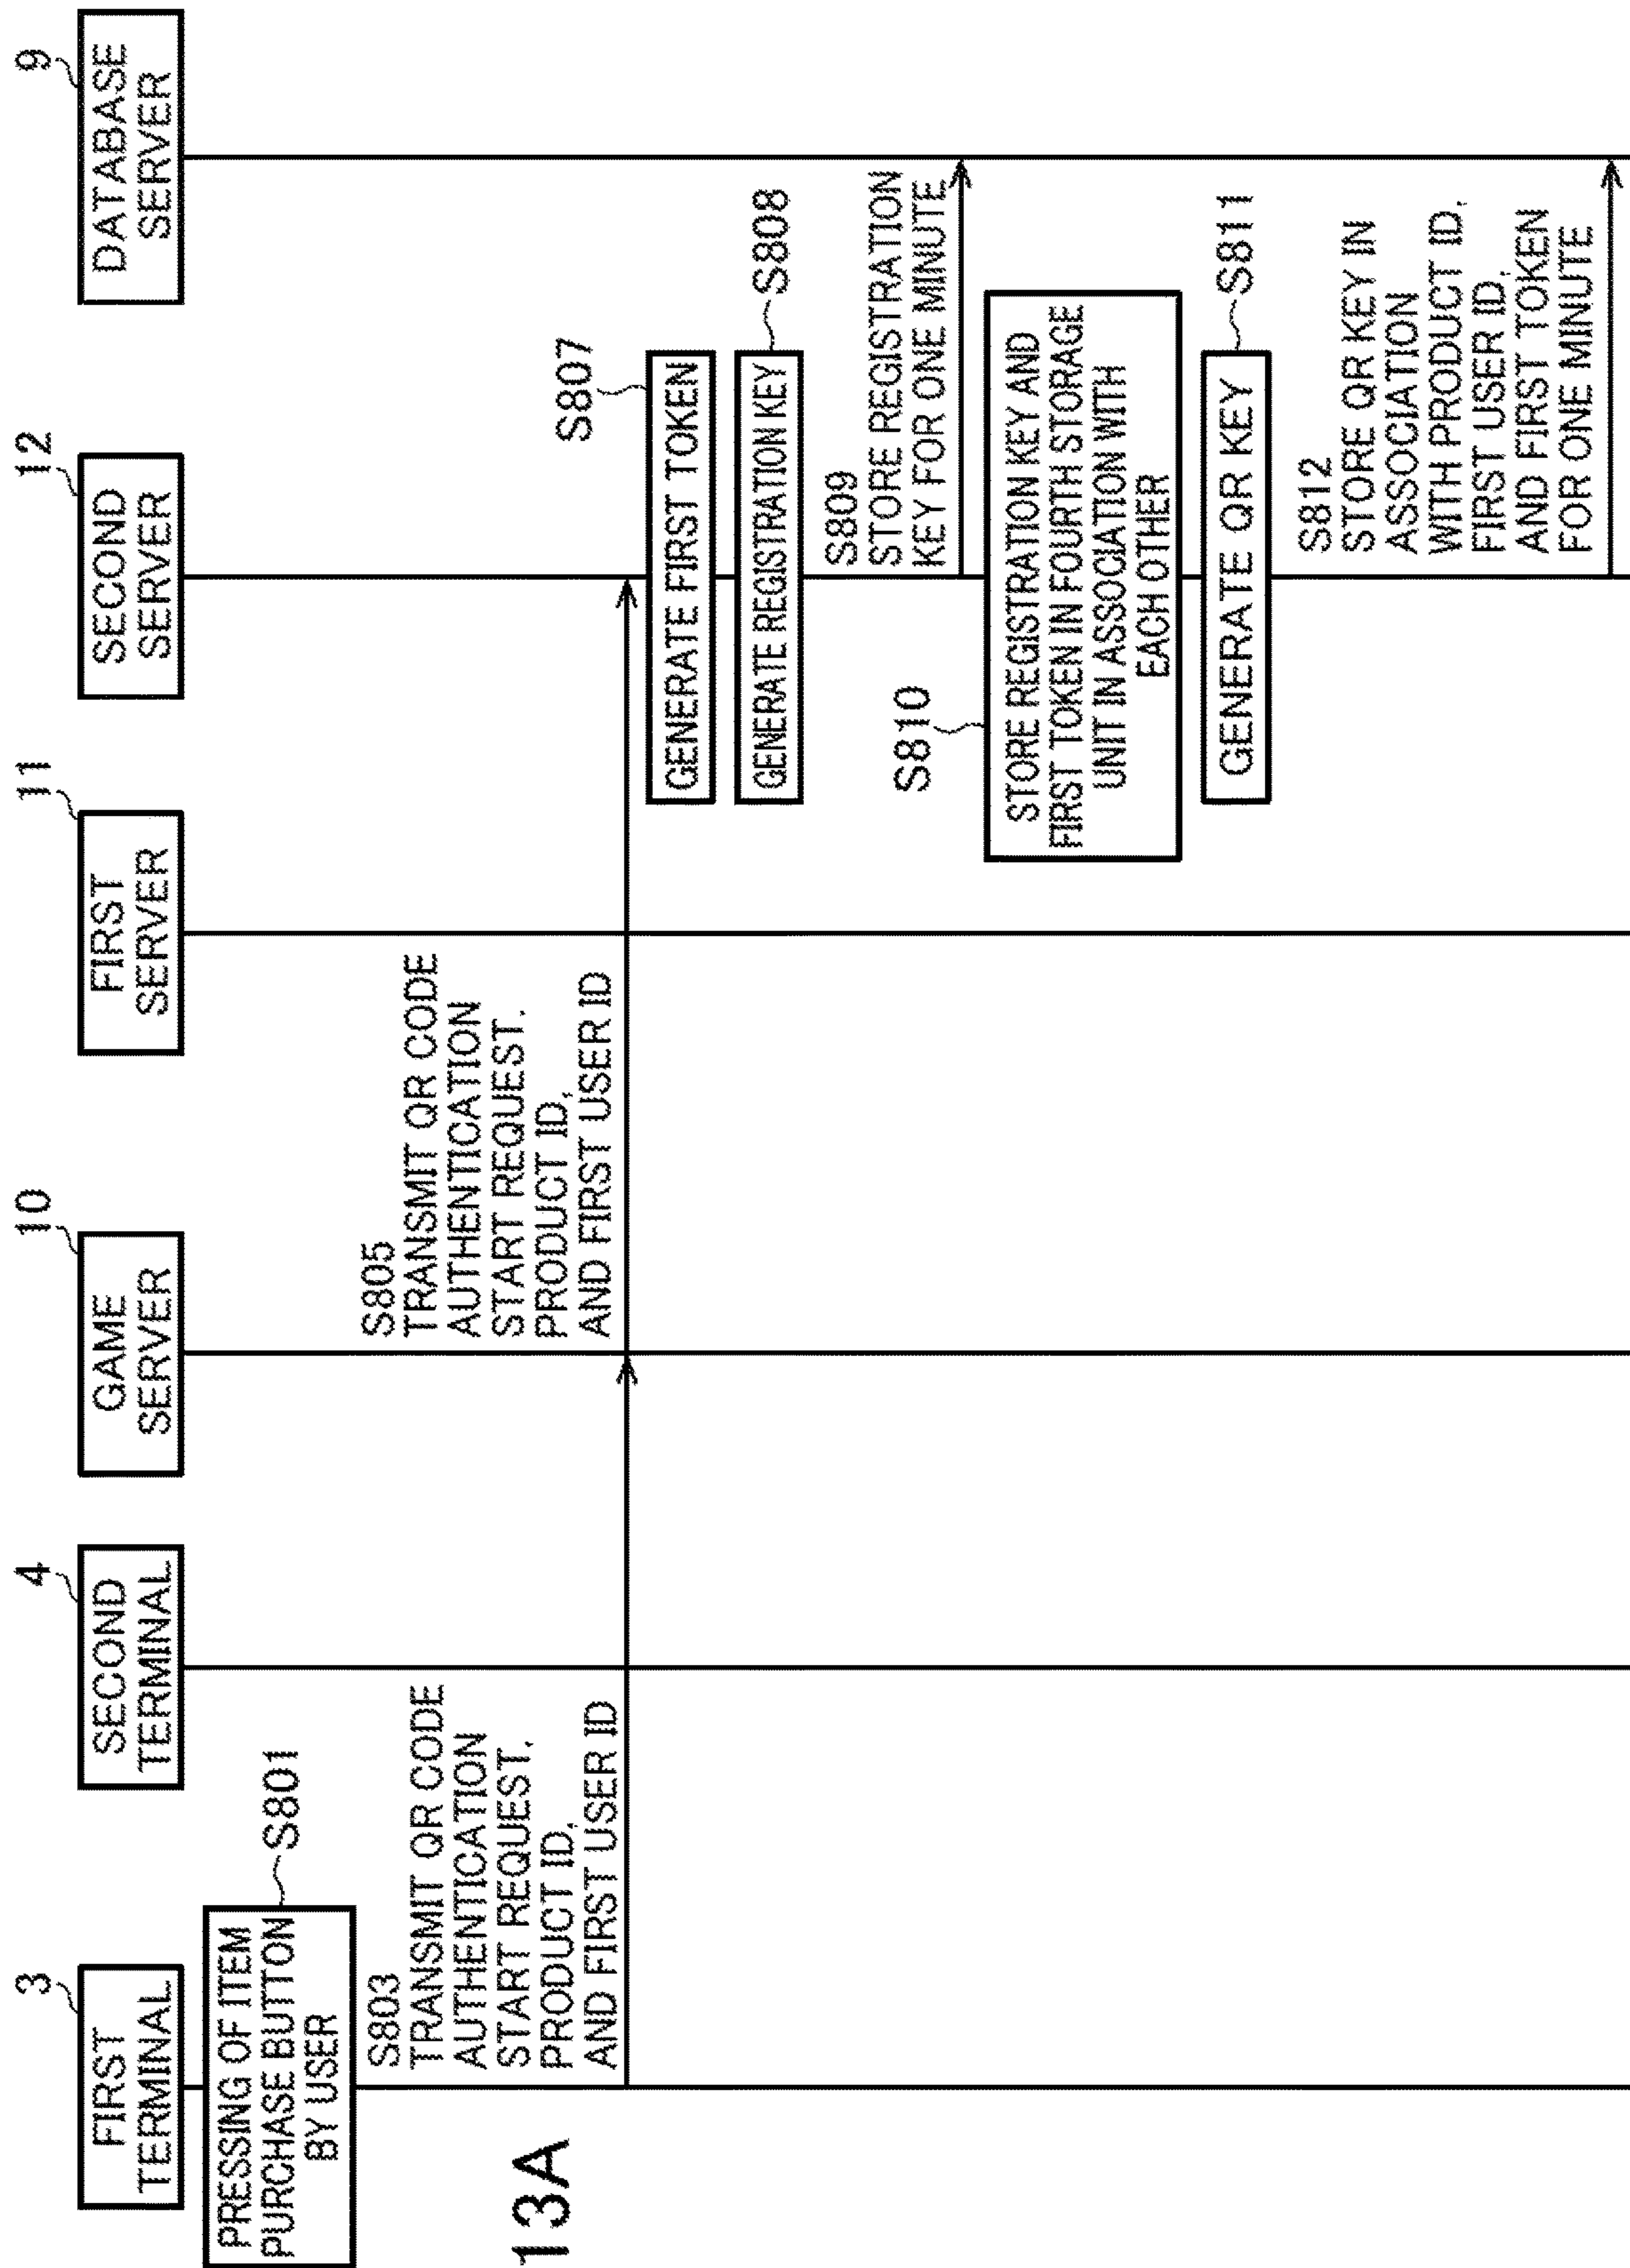 13A
3
FIRST
TERMINAL
4
SECOND
TERMINAL
10
GAME
SERVER
11
FIRST
SERVER
12
SECOND
SERVER
9
DATABASE
SERVER
PRESSING OF ITEM
PURCHASE BUTTON
BY USER
S801
S803
TRANSMIT QR CODE
AUTHENTICATION
START REQUEST,
PRODUCT ID,
AND FIRST USER ID
S805
TRANSMIT QR CODE
AUTHENTICATION
START REQUEST.
PRODUCT ID,
AND FIRST USER ID
S807
GENERATE FIRST TOKEN
GENERATE REGISTRATION KEY
S808
S809
STORE REGISTRATION
KEY FOR ONE MINUTE
S810
STORE REGISTRATION KEY AND
FIRST TOKEN IN FOURTH STORAGE
UNIT IN ASSOCIATION WITH
EACH OTHER
GENERATE QR KEY
S811
S812
STORE QR KEY IN
ASSOCIATION
WITH PRODUCT ID,
FIRST USER ID,
AND FIRST TOKEN
FOR ONE MINUTE